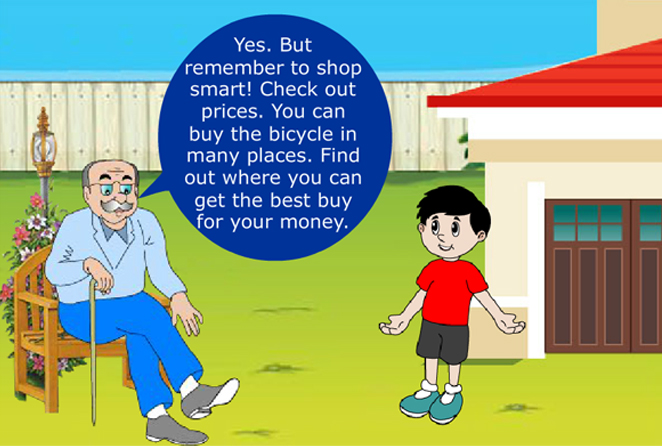 Yes. But
remember to shop
smart! Check out
prices. You can
buy the bicycle in
many places. Find
out where you can
get the best buy
for your money.